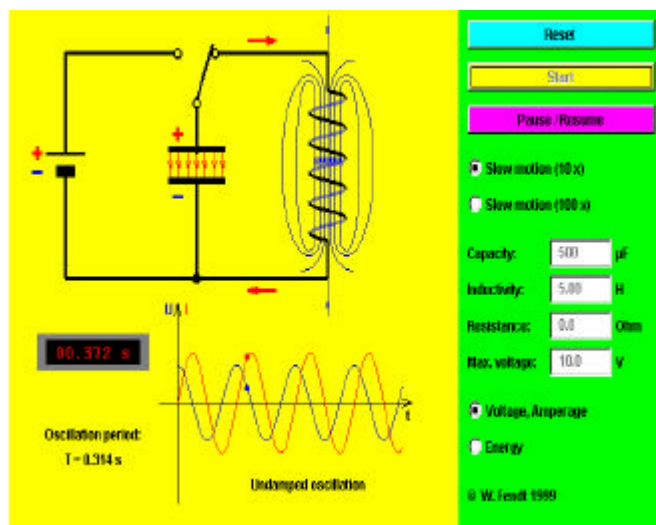 Reset
Start
Pause / Resume
+
+
-
-
Slow motion (10 x)
Slow motion (100 x)
Capacity: 500 µF
Inductivity: 5.00 H
Resistance: 0.0 Ohm
Max. voltage: 10.0 V
U, I
00.372 s
t
Oscillation period:
T = 0.314 s
Undamped oscillation
Voltage, Amperage
Energy
© W. Fendt 1999